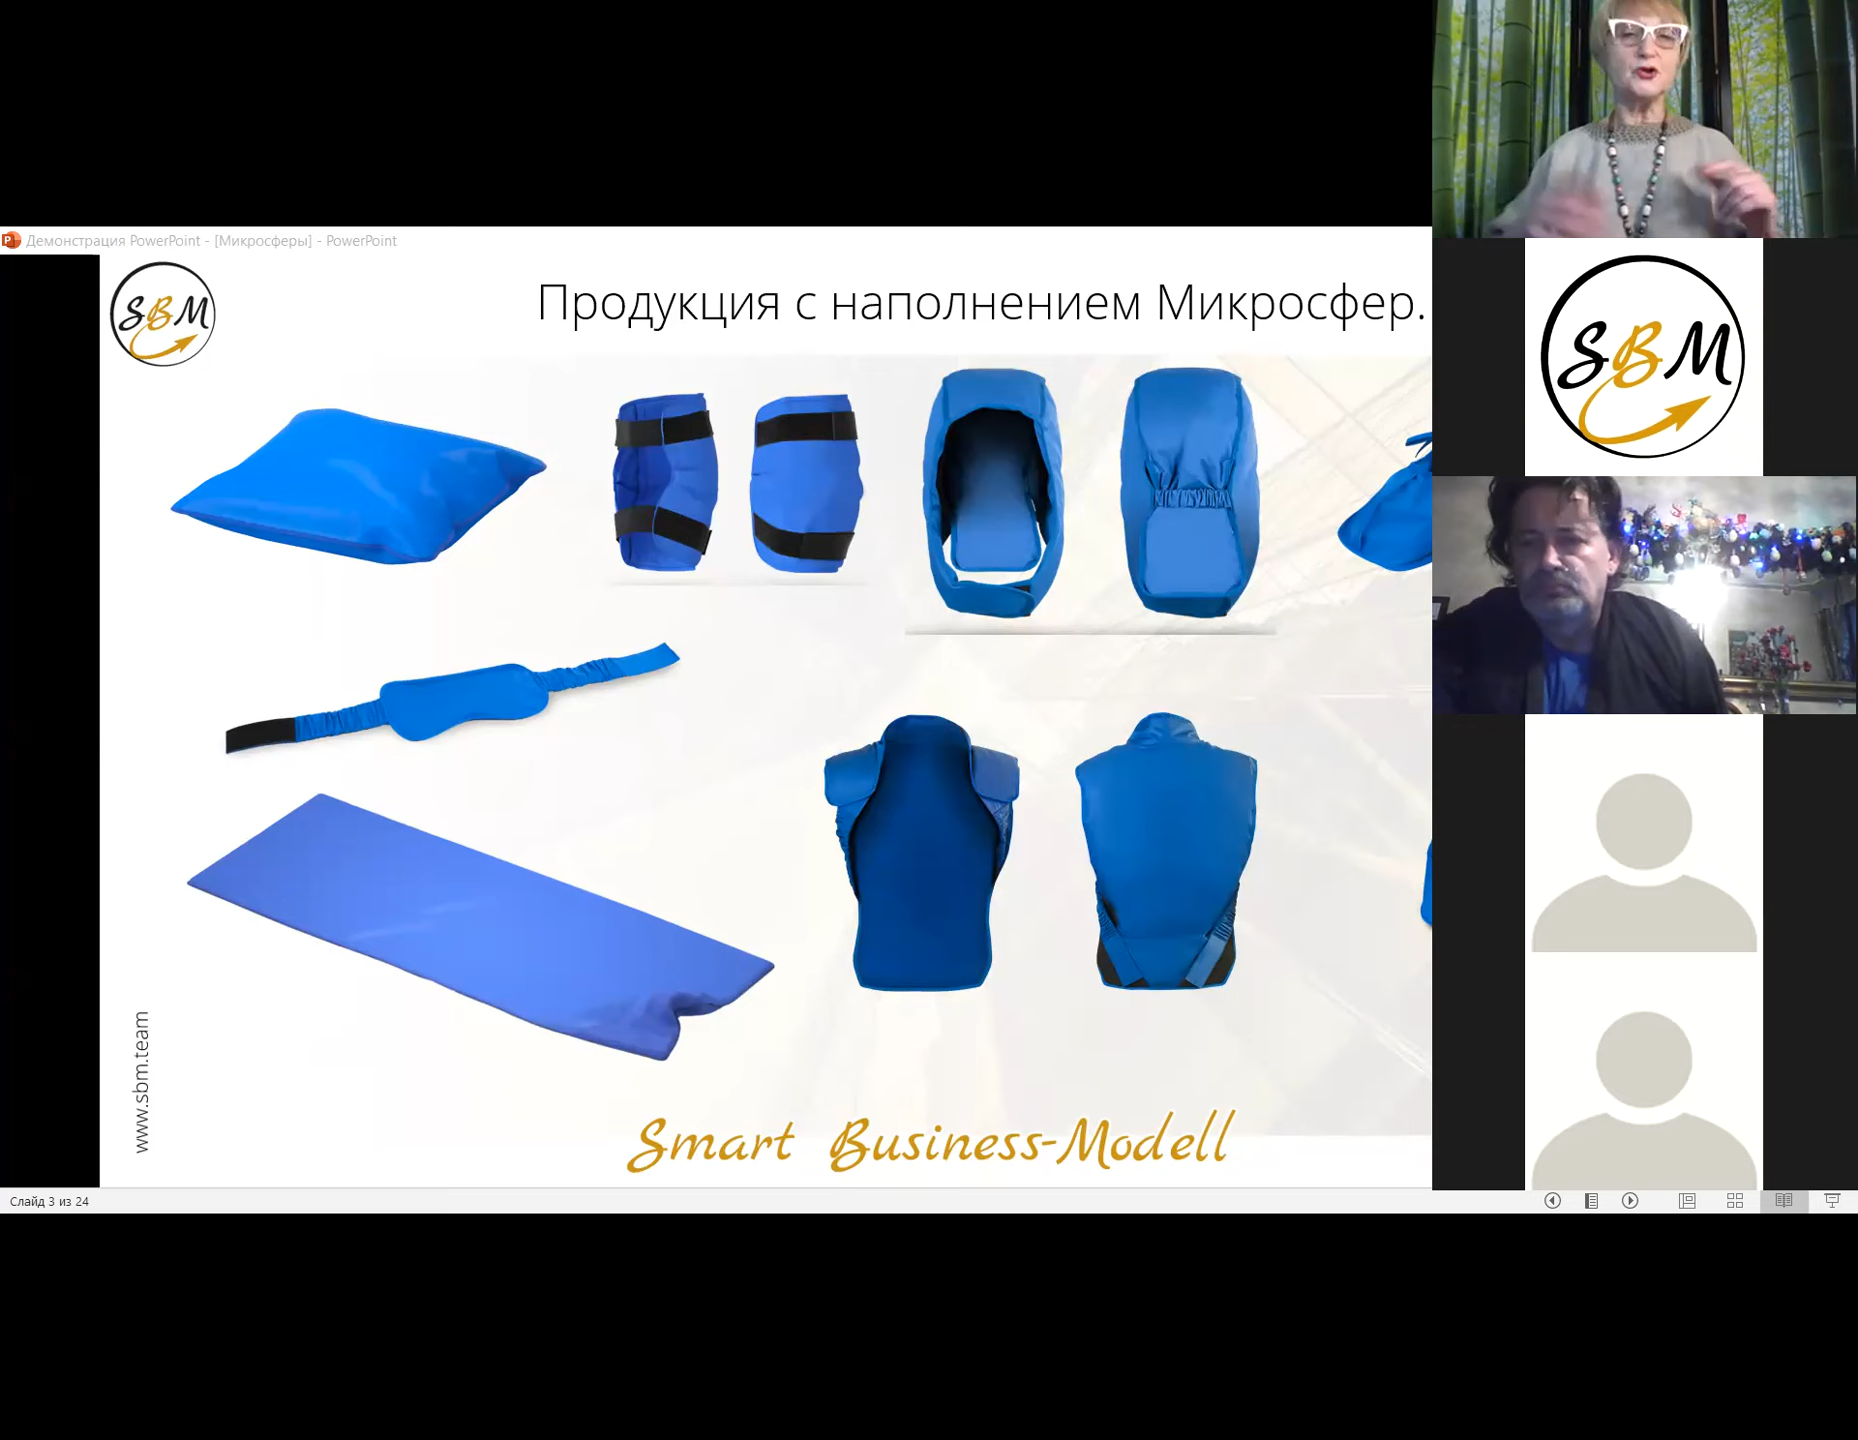 Демонстрация PowerPoint - [Микросферы] - PowerPoint
SBM
Продукция с наполнением Микросфер.
SBM
www.sbm.team
Smart Business-Modell
Слайд 3 из 24